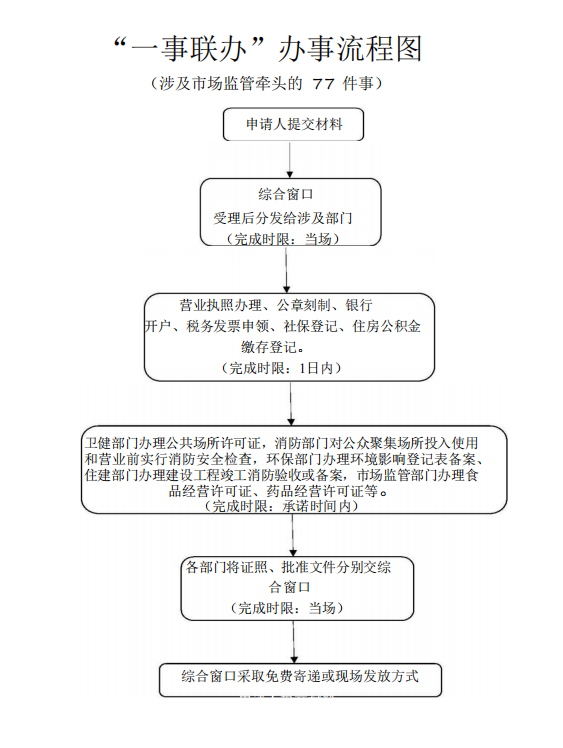 “一事联办”办事流程图
（涉及市场监管牵头的 77 件事）
申请人提交材料
综合窗口
受理后分发给涉及部门
（完成时限：当场）
营业执照办理、公章刻制、银行
开户、税务发票申领、社保登记、住房公积金
缴存登记。
（完成时限：1日内）
卫健部门办理公共场所许可证，消防部门对公众聚集场所投入使用
和营业前实行消防安全检查，环保部门办理环境影响登记表备案、
住建部门办理建设工程竣工消防验收或备案，市场监管部门办理食
品经营许可证、药品经营许可证等。
（完成时限：承诺时间内）
各部门将证照、批准文件分别交综
合窗口
（完成时限：当场）
综合窗口采取免费寄递或现场发放方式